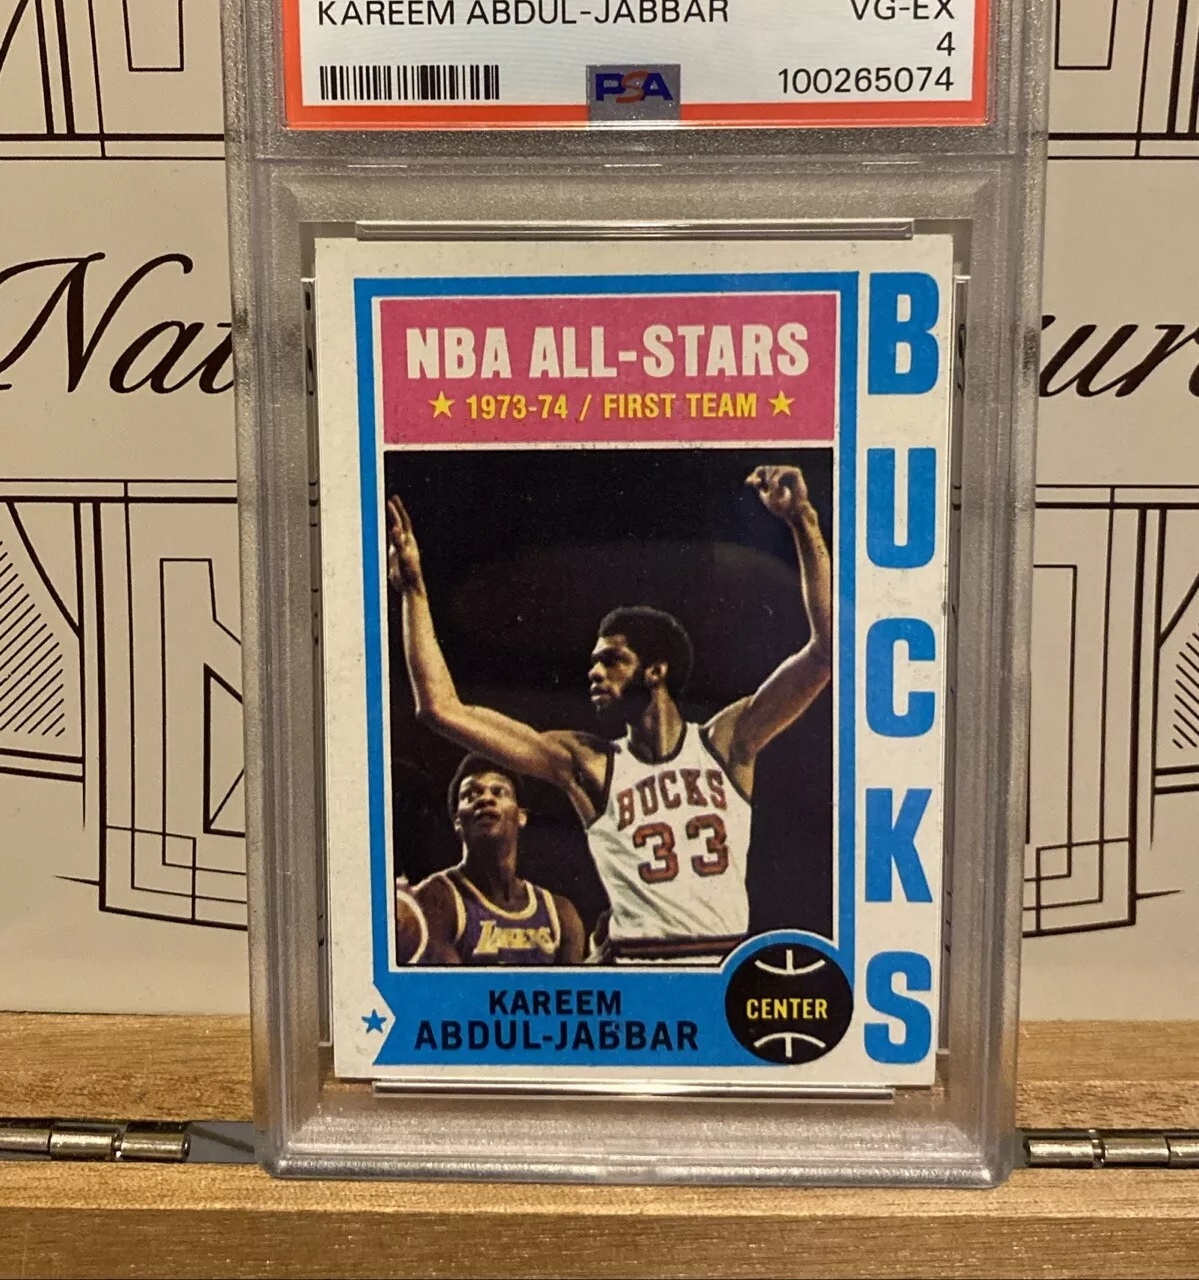 KAREEM ABDUL-JABBAR VG-EX
4
PSA 100265074
NBA ALL-STARS
★ 1973-74 / FIRST TEAM ★
BUCKS
BUCKS
33
LAKERS
KAREEM
ABDUL-JABBAR
CENTER